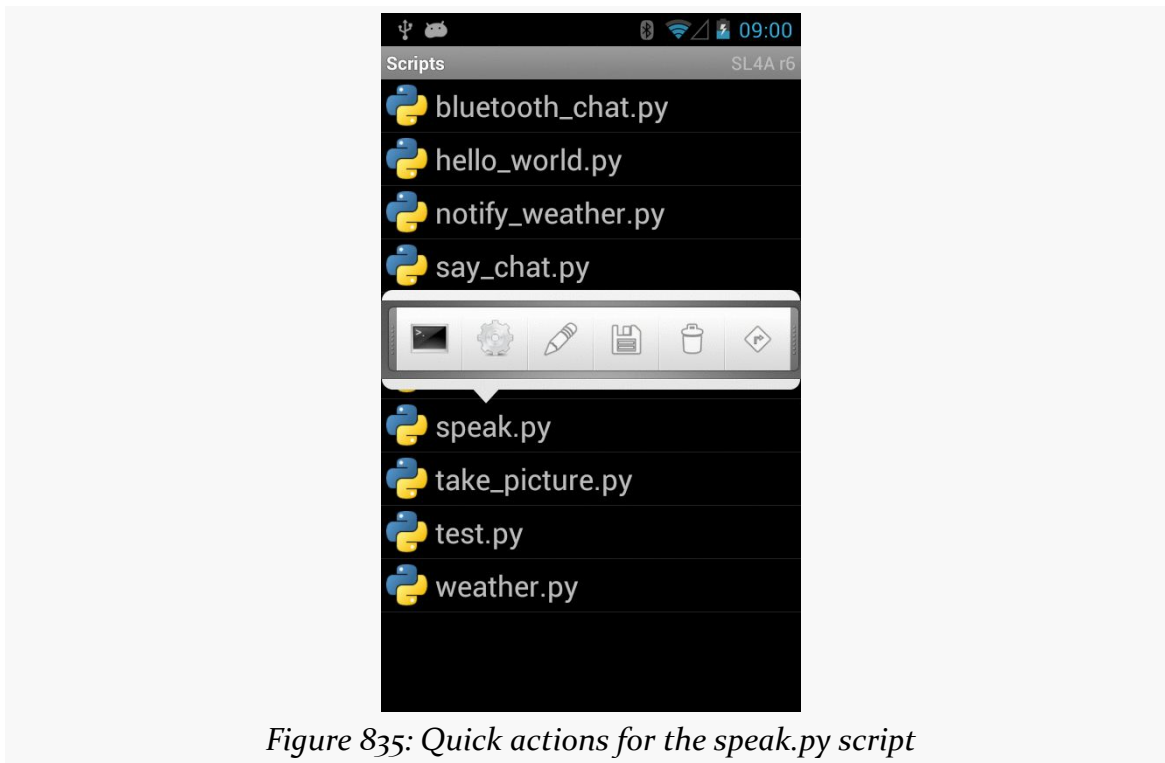 09:00
Scripts SL4A r6
bluetooth_chat.py
hello_world.py
notify_weather.py
say_chat.py
>_
speak.py
take_picture.py
test.py
weather.py
Figure 835: Quick actions for the speak.py script